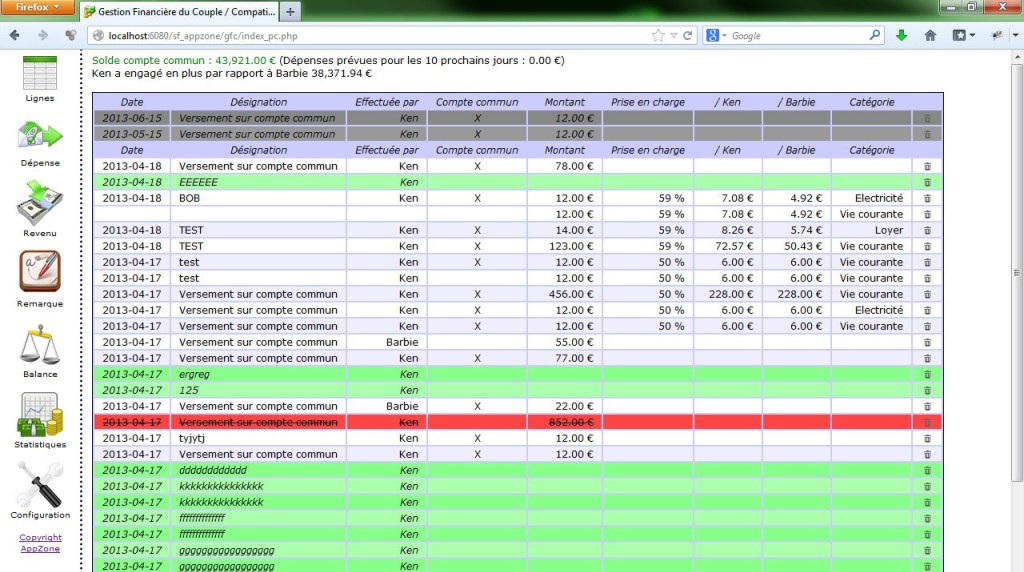 Firefox
Gestion Financière du Couple / Compati...
localhost:6080/sf_appzone/gfc/index_pc.php
Google
Lignes
Dépense
Revenu
Remarque
Balance
Statistiques
Configuration
Copyright
AppZone
Solde compte commun : 43,921.00 € (Dépenses prévues pour les 10 prochains jours : 0.00 €)
Ken a engagé en plus par rapport à Barbie 38,371.94 €
Date Désignation Effectuée par Compte commun Montant Prise en charge / Ken / Barbie Catégorie
2013-06-15 Versement sur compte commun Ken X 12.00 €
2013-05-15 Versement sur compte commun Ken X 12.00 €
Date Désignation Effectuée par Compte commun Montant Prise en charge / Ken / Barbie Catégorie
2013-04-18 Versement sur compte commun Ken X 78.00 €
2013-04-18 EEEEEE Ken
2013-04-18 BOB Ken X 12.00 € 59 % 7.08 € 4.92 € Electricité
12.00 € 59 % 7.08 € 4.92 € Vie courante
2013-04-18 TEST Ken X 14.00 € 59 % 8.26 € 5.74 € Loyer
2013-04-18 TEST Ken X 123.00 € 59 % 72.57 € 50.43 € Vie courante
2013-04-17 test Ken X 12.00 € 50 % 6.00 € 6.00 € Vie courante
2013-04-17 test Ken X 12.00 € 50 % 6.00 € 6.00 € Vie courante
2013-04-17 Versement sur compte commun Ken X 456.00 € 50 % 228.00 € 228.00 € Vie courante
2013-04-17 Versement sur compte commun Ken X 12.00 € 50 % 6.00 € 6.00 € Electricité
2013-04-17 Versement sur compte commun Ken X 12.00 € 50 % 6.00 € 6.00 € Vie courante
2013-04-17 Versement sur compte commun Barbie 55.00 €
2013-04-17 Versement sur compte commun Ken X 77.00 €
2013-04-17 ergreg Ken
2013-04-17 125 Ken
2013-04-17 Versement sur compte commun Barbie X 22.00 €
2013-04-17 Versement sur compte commun Ken 852.00 €
2013-04-17 tyjytj Ken X 12.00 €
2013-04-17 Versement sur compte commun Ken X 12.00 €
2013-04-17 dddddddddddd Ken
2013-04-17 kkkkkkkkkkkkkkk Ken
2013-04-17 kkkkkkkkkkkkkkk Ken
2013-04-17 ffffffffffffff Ken
2013-04-17 ffffffffffffff Ken
2013-04-17 ggggggggggggggggg Ken
2013-04-17 ggggggggggggggggg Ken